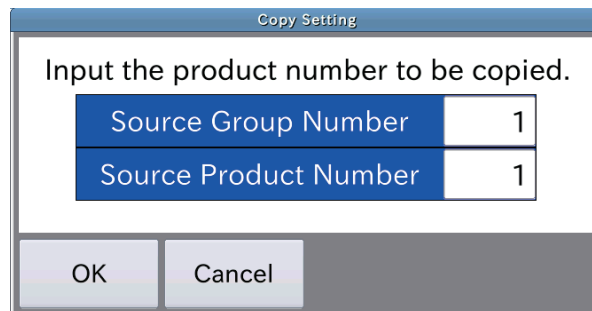 Copy Setting
Input the product number to be copied.
Source Group Number 1
Source Product Number 1
OK Cancel